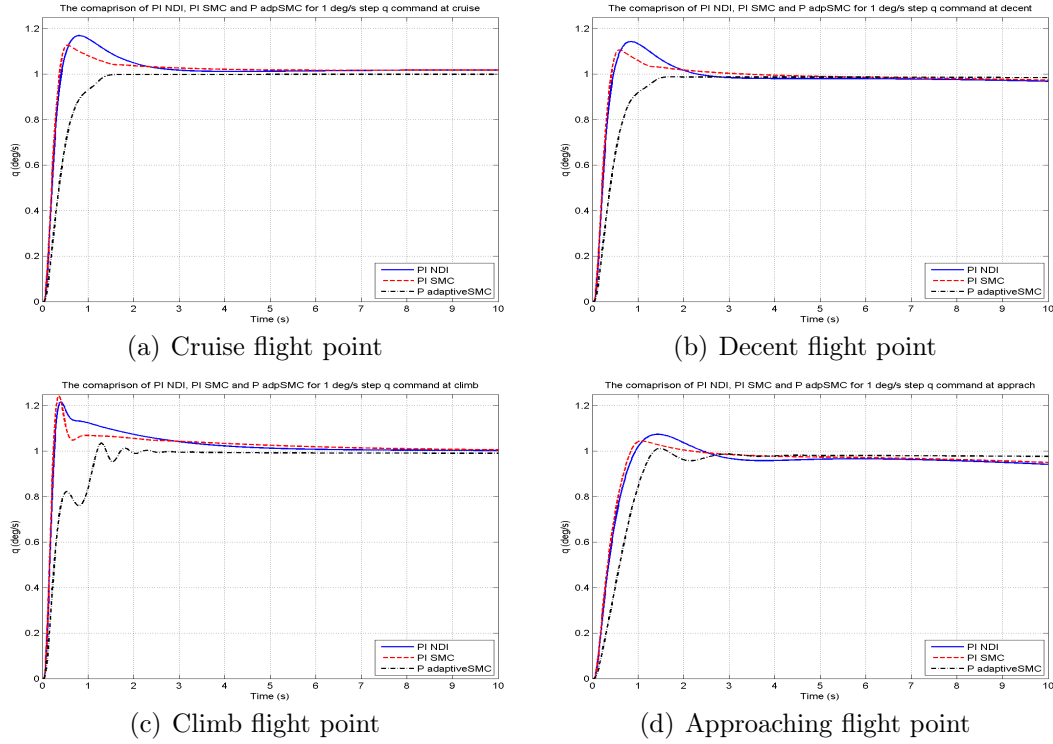 The comaprison of PI NDI, PI SMC and P adpSMC for 1 deg/s step q command at cruise
q (deg/s)
1.2
1
0.8
0.6
0.4
0.2
0
0 1 2 3 4 5 6 7 8 9 10
Time (s)
PI NDI
PI SMC
P adaptiveSMC
(a) Cruise flight point
The comaprison of PI NDI, PI SMC and P adpSMC for 1 deg/s step q command at decent
q (deg/s)
1.2
1
0.8
0.6
0.4
0.2
0
0 1 2 3 4 5 6 7 8 9 10
Time (s)
PI NDI
PI SMC
P adaptiveSMC
(b) Decent flight point
The comaprison of PI NDI, PI SMC and P adpSMC for 1 deg/s step q command at climb
q (deg/s)
1.2
1
0.8
0.6
0.4
0.2
0
0 1 2 3 4 5 6 7 8 9 10
Time (s)
PI NDI
PI SMC
P adaptiveSMC
(c) Climb flight point
The comaprison of PI NDI, PI SMC and P adpSMC for 1 deg/s step q command at apprach
q (deg/s)
1.2
1
0.8
0.6
0.4
0.2
0
0 1 2 3 4 5 6 7 8 9 10
Time (s)
PI NDI
PI SMC
P adaptiveSMC
(d) Approaching flight point